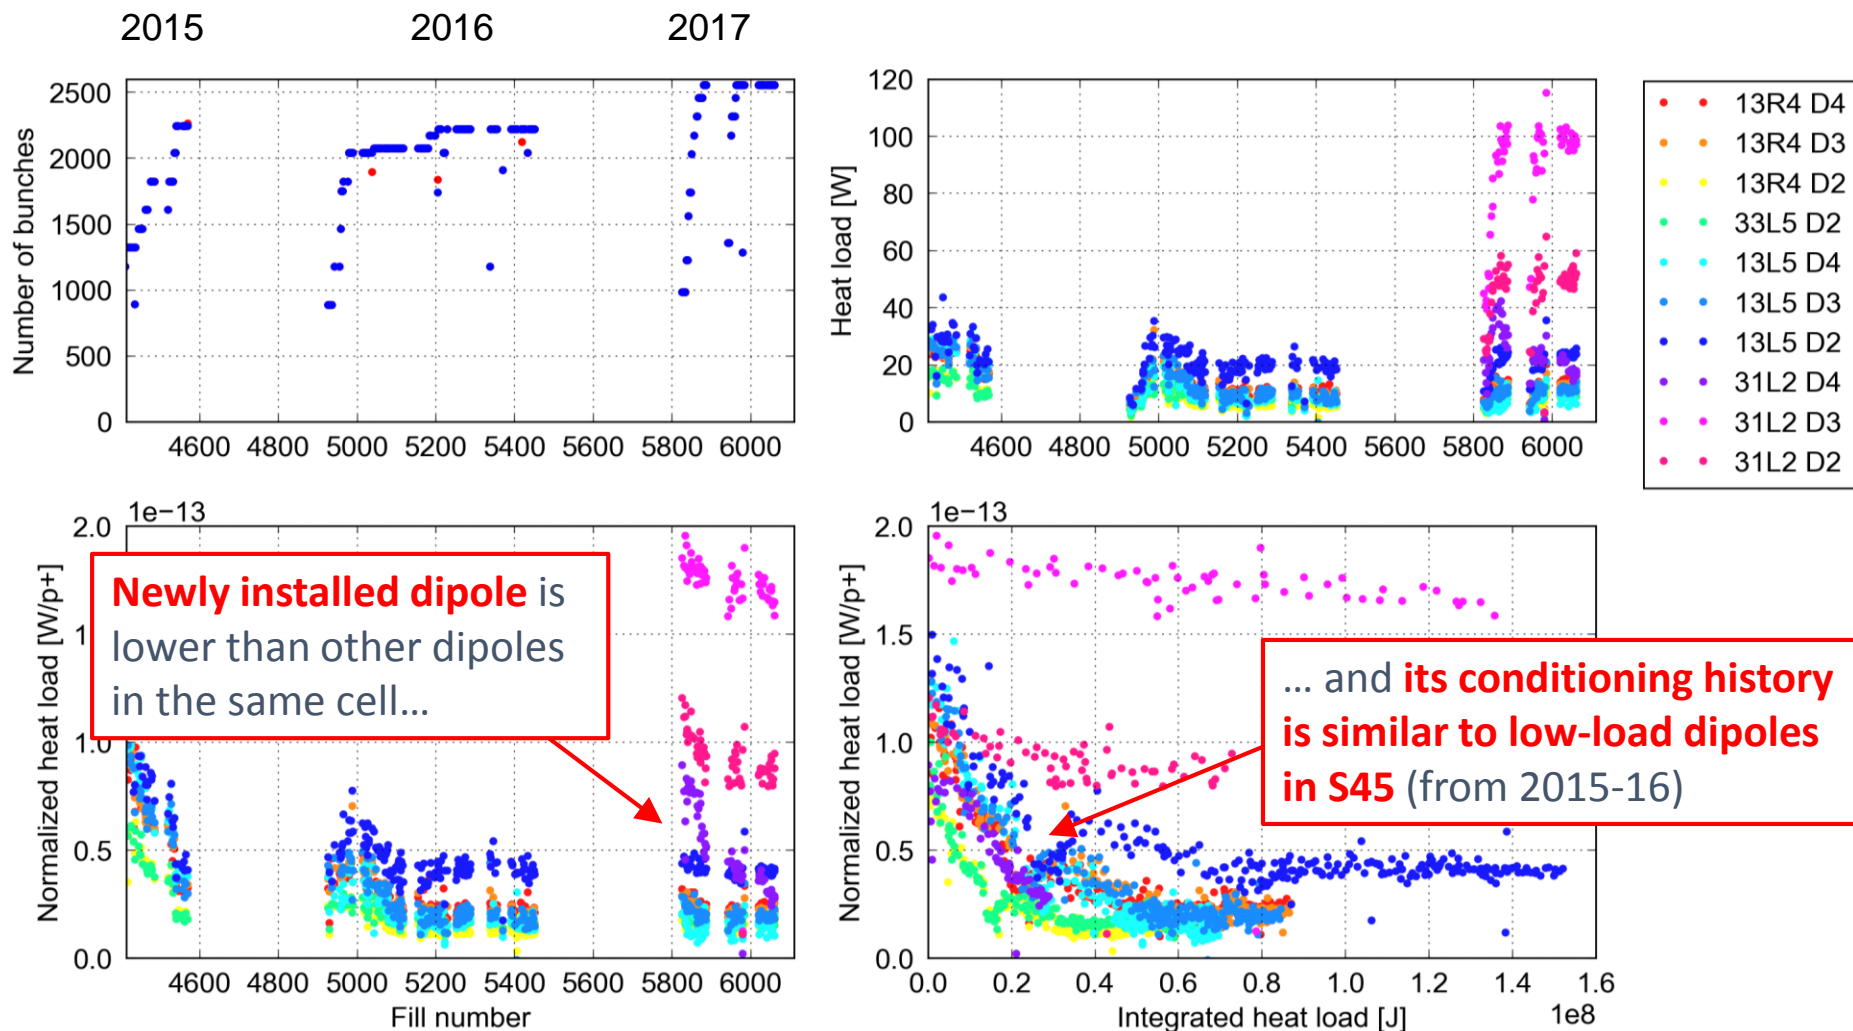 2015 2016 2017
Number of bunches
2500
2000
1500
1000
500
0
4600 4800 5000 5200 5400 5600 5800 6000
Heat load [W]
120
100
80
60
40
20
0
4600 4800 5000 5200 5400 5600 5800 6000
13R4 D4
13R4 D3
13R4 D2
33L5 D2
13L5 D4
13L5 D3
13L5 D2
31L2 D4
31L2 D3
31L2 D2
Normalized heat load [W/p+]
1e−13
2.0
1.0
0.5
0.0
4600 4800 5000 5200 5400 5600 5800 6000
Fill number
Newly installed dipole is
lower than other dipoles
in the same cell…
Normalized heat load [W/p+]
1e−13
2.0
1.5
1.0
0.5
0.0
0.0 0.2 0.4 0.6 0.8 1.0 1.2 1.4 1.6
Integrated heat load [J]
1e8
… and its conditioning history
is similar to low-load dipoles
in S45 (from 2015-16)